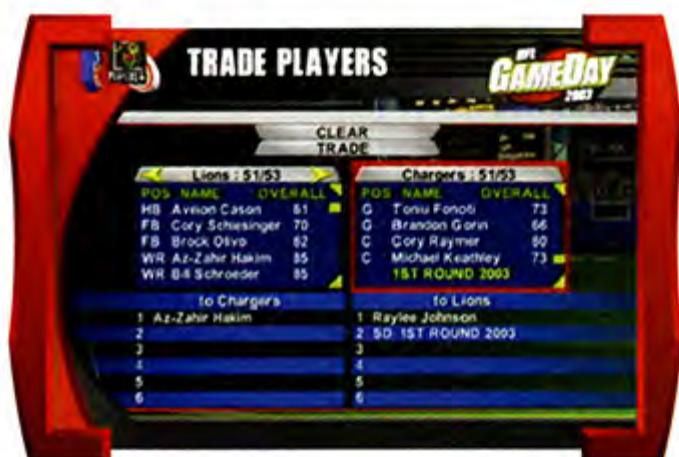 TRADE PLAYERS
NFL
GAMEDAY
2003
CLEAR
TRADE
Lions : 51/53
POS NAME OVERALL
HB Aveion Cason 61
FB Cory Schlesinger 70
FB Brock Olivo 62
WR Az-Zahir Hakim 85
WR Bill Schroeder 85
Chargers : 51/53
POS NAME OVERALL
G Toniu Fonoti 73
G Brandon Gorin 66
C Cory Raymer 80
C Michael Keathley 73
1ST ROUND 2003
to Chargers
1 Az-Zahir Hakim
2
3
4
5
6
to Lions
1 Raylee Johnson
2 SD 1ST ROUND 2003
3
4
5
6